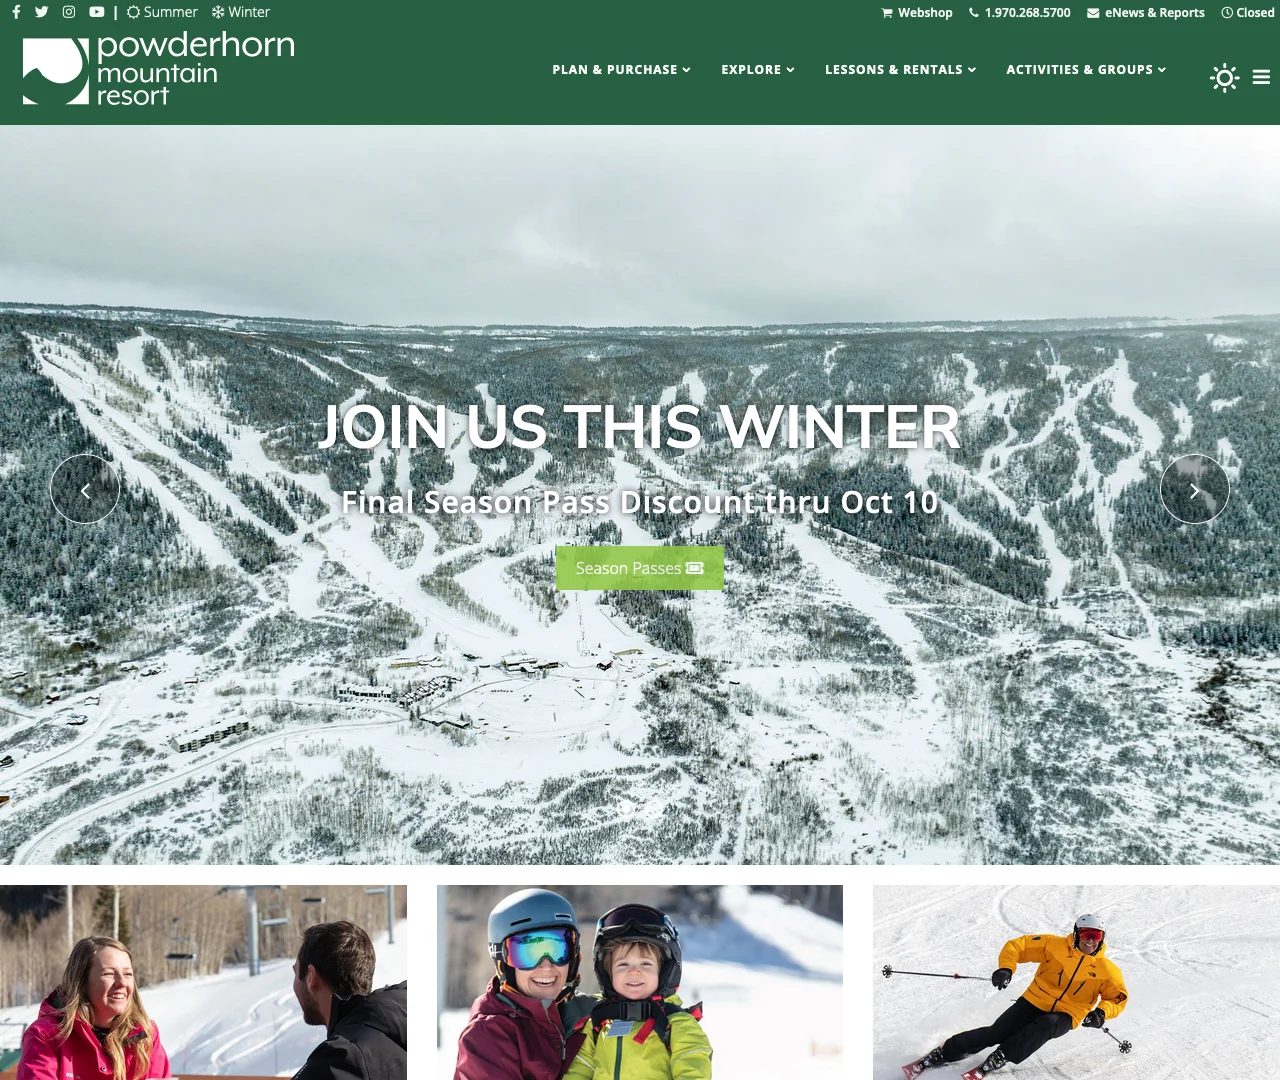 | Summer Winter
Webshop 1.970.268.5700 eNews & Reports Closed
powderhorn
mountain
resort
PLAN & PURCHASE EXPLORE LESSONS & RENTALS ACTIVITIES & GROUPS
JOIN US THIS WINTER
Final Season Pass Discount thru Oct 10
Season Passes